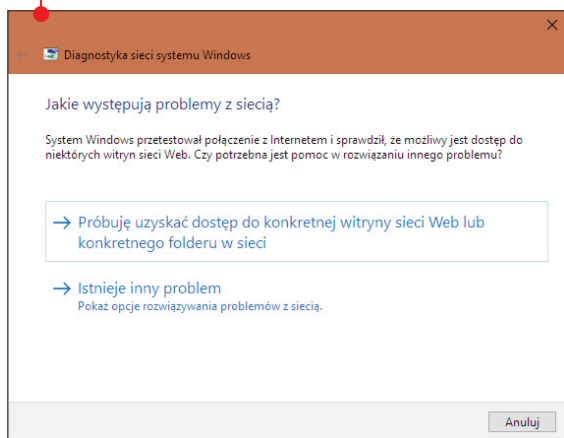 Diagnostyka sieci systemu Windows
Jakie występują problemy z siecią?
System Windows przetestował połączenie z Internetem i sprawdził, że możliwy jest dostęp do
niektórych witryn sieci Web. Czy potrzebna jest pomoc w rozwiązaniu innego problemu?
Próbuję uzyskać dostęp do konkretnej witryny sieci Web lub
konkretnego folderu w sieci
Istnieje inny problem
Pokaż opcje rozwiązywania problemów z siecią.
Anuluj